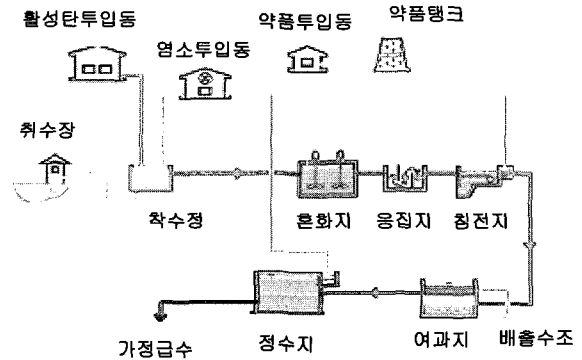 활성탄투입동
염소투입동
약품투입동
약품탱크
취수장
착수정
혼화지
응집지
침전지
가정급수
정수지
여과지
배출수조